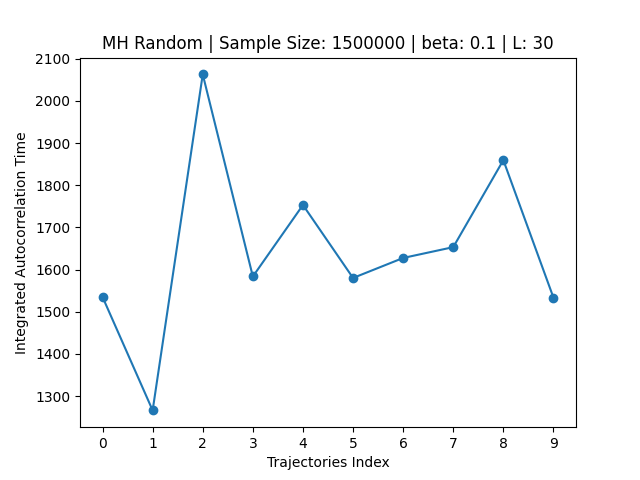 MH Random | Sample Size: 1500000 | beta: 0.1 | L: 30
Integrated Autocorrelation Time
2100
2000
1900
1800
1700
1600
1500
1400
1300
0 1 2 3 4 5 6 7 8 9
Trajectories Index